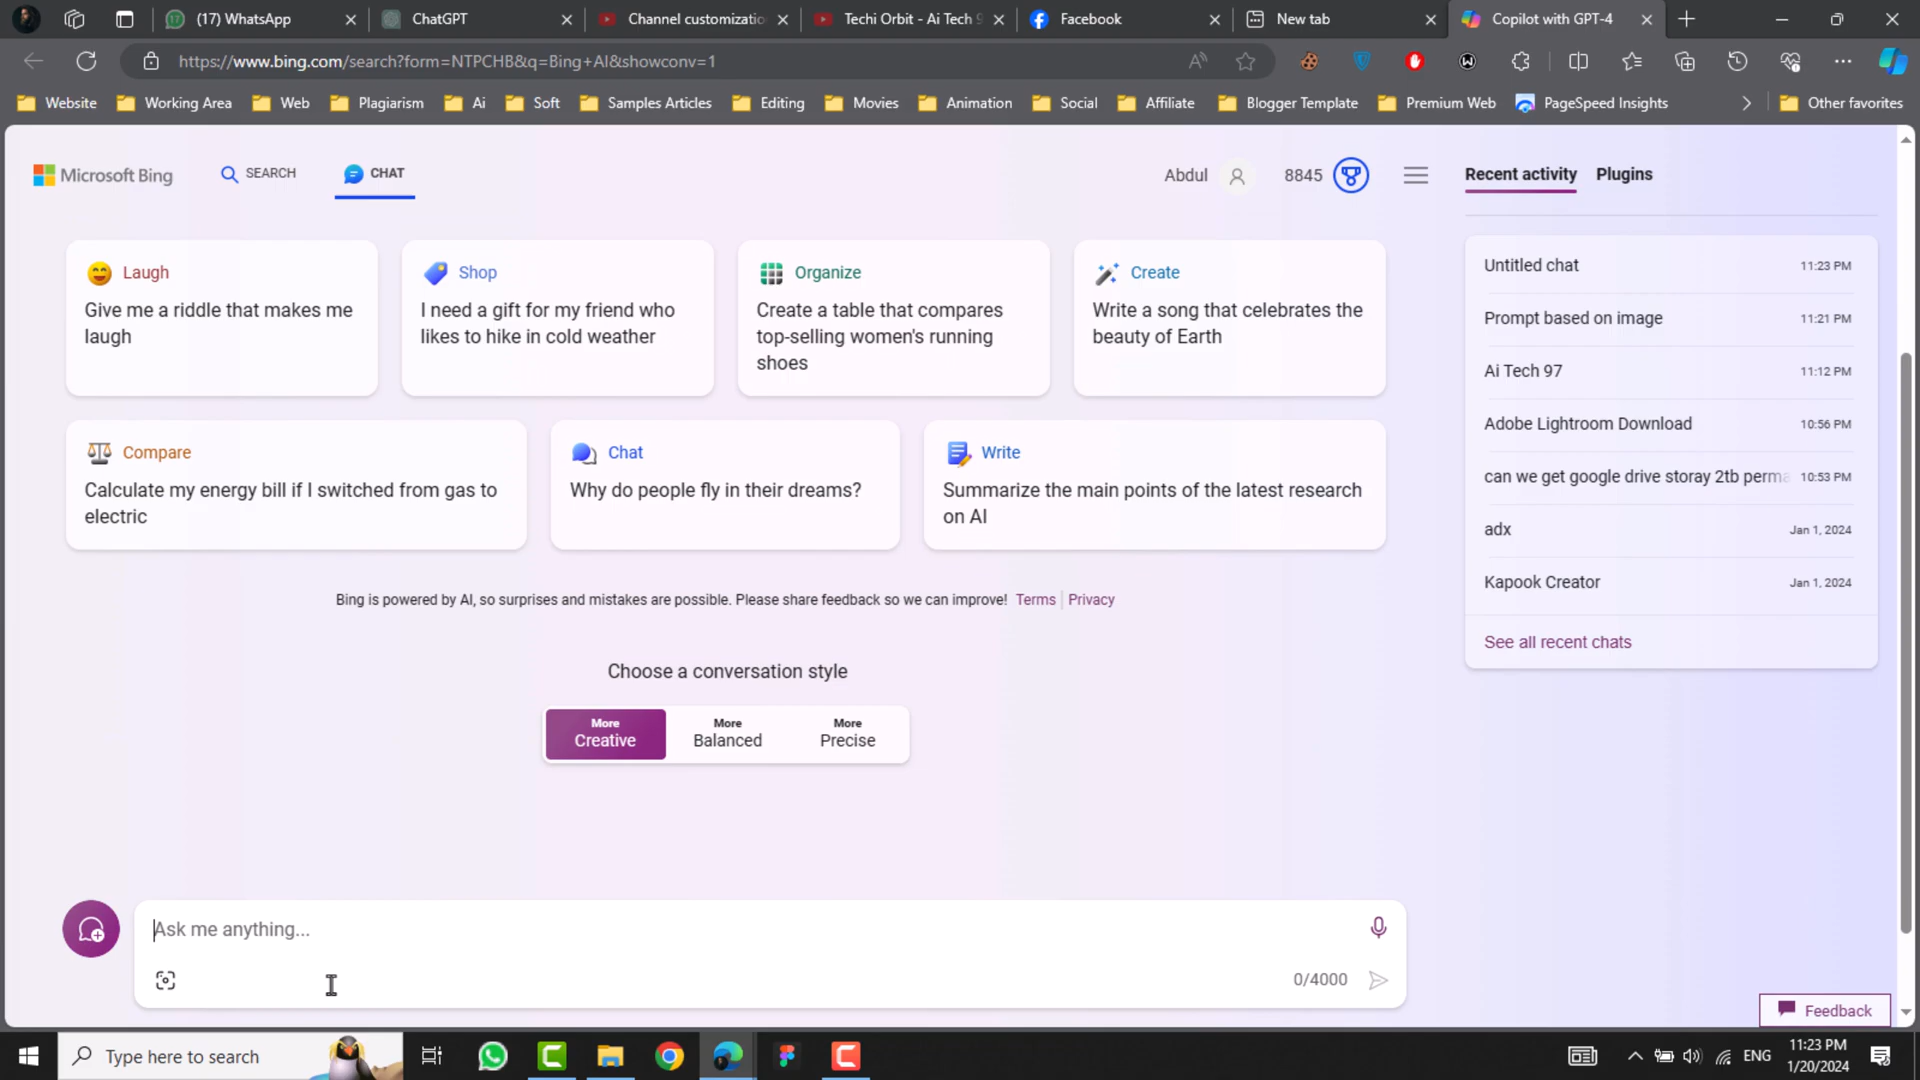 (17) WhatsApp
ChatGPT
Channel customizatio
Techi Orbit - Ai Tech 9
Facebook
New tab
Copilot with GPT-4
https://www.bing.com/search?form=NTPCHB&q=Bing+AI&showconv=1
Website
Working Area
Web
Plagiarism
Ai
Soft
Samples Articles
Editing
Movies
Animation
Social
Affiliate
Blogger Template
Premium Web
PageSpeed Insights
Other favorites
Microsoft Bing
SEARCH
CHAT
Abdul
8845
Recent activity
Plugins
Laugh
Give me a riddle that makes me
laugh
Shop
I need a gift for my friend who
likes to hike in cold weather
Organize
Create a table that compares
top-selling women's running
shoes
Create
Write a song that celebrates the
beauty of Earth
Untitled chat 11:23 PM
Prompt based on image 11:21 PM
Ai Tech 97 11:12 PM
Adobe Lightroom Download 10:56 PM
can we get google drive storay 2tb perma 10:53 PM
adx Jan 1, 2024
Kapook Creator Jan 1, 2024
See all recent chats
Compare
Calculate my energy bill if I switched from gas to
electric
Chat
Why do people fly in their dreams?
Write
Summarize the main points of the latest research
on AI
Bing is powered by AI, so surprises and mistakes are possible. Please share feedback so we can improve! Terms Privacy
Choose a conversation style
More
Creative
More
Balanced
More
Precise
Ask me anything...
0/4000
Feedback
Type here to search
ENG
11:23 PM
1/20/2024